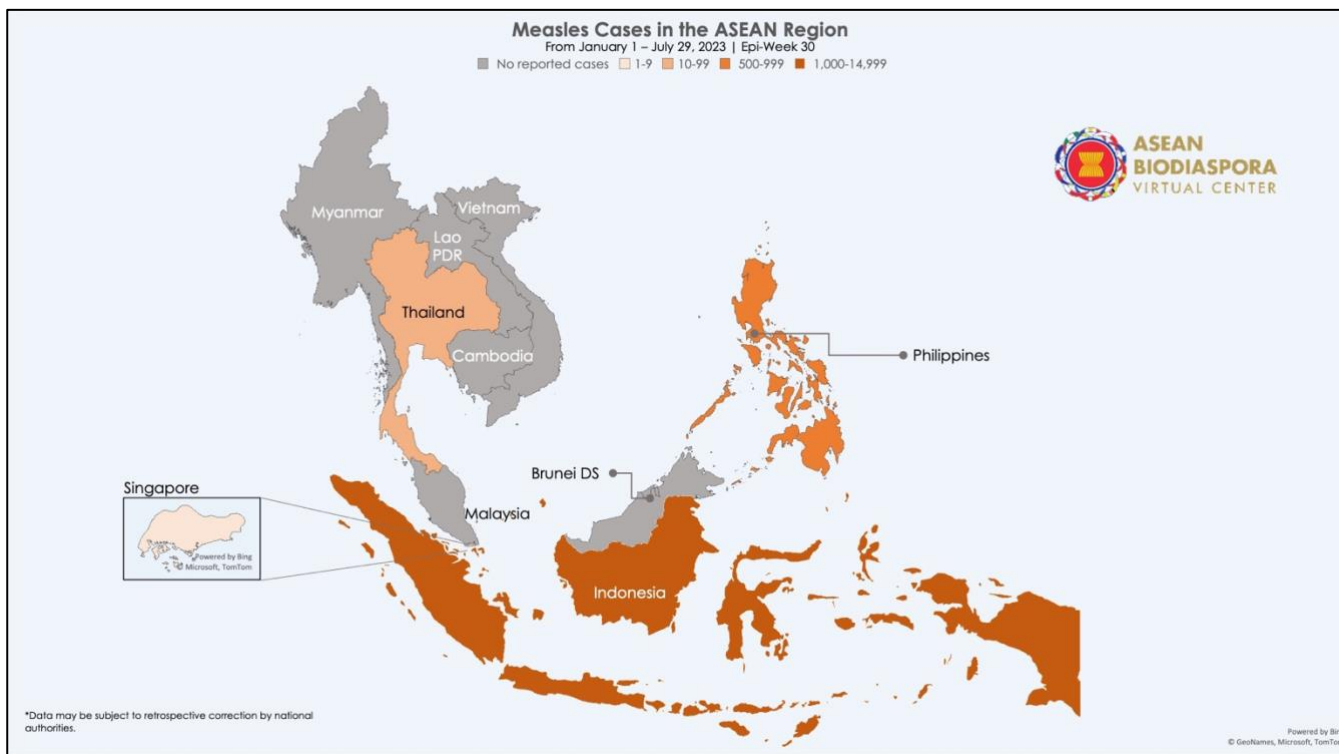 Measles Cases in the ASEAN Region
From January 1 – July 29, 2023 | Epi-Week 30
No reported cases 1-9 10-99 500-999 1,000-14,999
ASEAN
BIODIASPORA
VIRTUAL CENTER
Myanmar
Vietnam
Lao
PDR
Thailand
Cambodia
Philippines
Brunei DS
Singapore
Malaysia
Powered by Bing
© Microsoft, TomTom
Indonesia
*Data may be subject to retrospective correction by national
authorities.
Powered by Bing
© GeoNames, Microsoft, TomTom